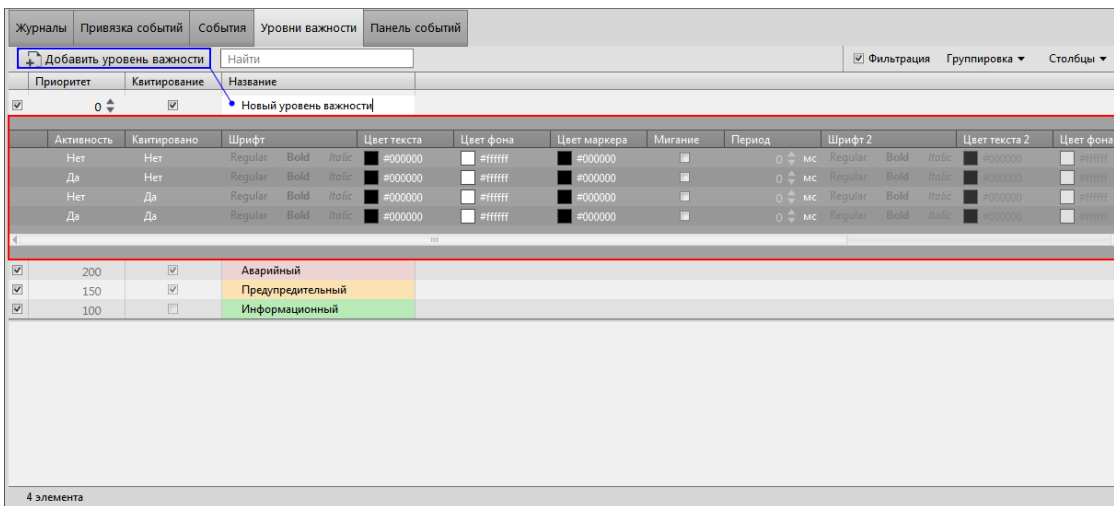 Журналы Привязка событий События Уровни важности Панель событий
Добавить уровень важности Найти Фильтрация Группировка Столбцы
Приоритет Квитирование Название
0 Новый уровень важности
Активность Квитировано Шрифт Цвет текста Цвет фона Цвет маркера Мигание Период Шрифт 2 Цвет текста 2 Цвет фона
Нет Нет Regular Bold Italic #000000 #ffffff #000000 0 мс Regular Bold Italic #000000 #ffffff
Да Нет Regular Bold Italic #000000 #ffffff #000000 0 мс Regular Bold Italic #000000 #ffffff
Нет Да Regular Bold Italic #000000 #ffffff #000000 0 мс Regular Bold Italic #000000 #ffffff
Да Да Regular Bold Italic #000000 #ffffff #000000 0 мс Regular Bold Italic #000000 #ffffff
200 Аварийный
150 Предупредительный
100 Информационный
4 элемента